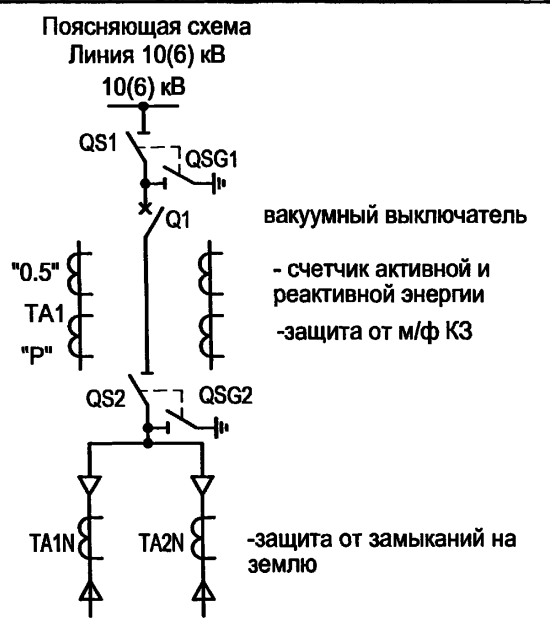 Поясняющая схема
Линия 10(6) кВ
10(6) кВ
QS1
QSG1
Q1
вакуумный выключатель
"0.5"
- счетчик активной и
реактивной энергии
TA1
-защита от м/ф КЗ
"P"
QS2
QSG2
TA1N
TA2N
-защита от замыканий на
землю